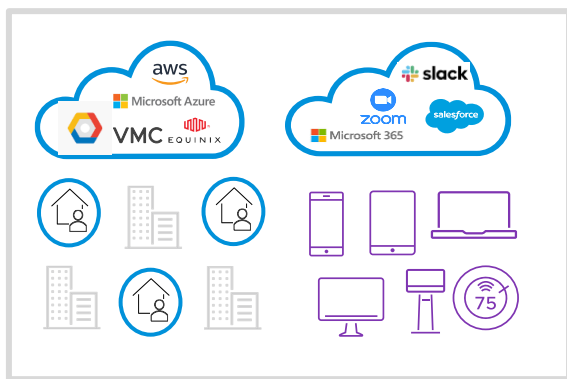 aws
Microsoft Azure
VMC
EQUINIX
slack
zoom
salesforce
Microsoft 365
75